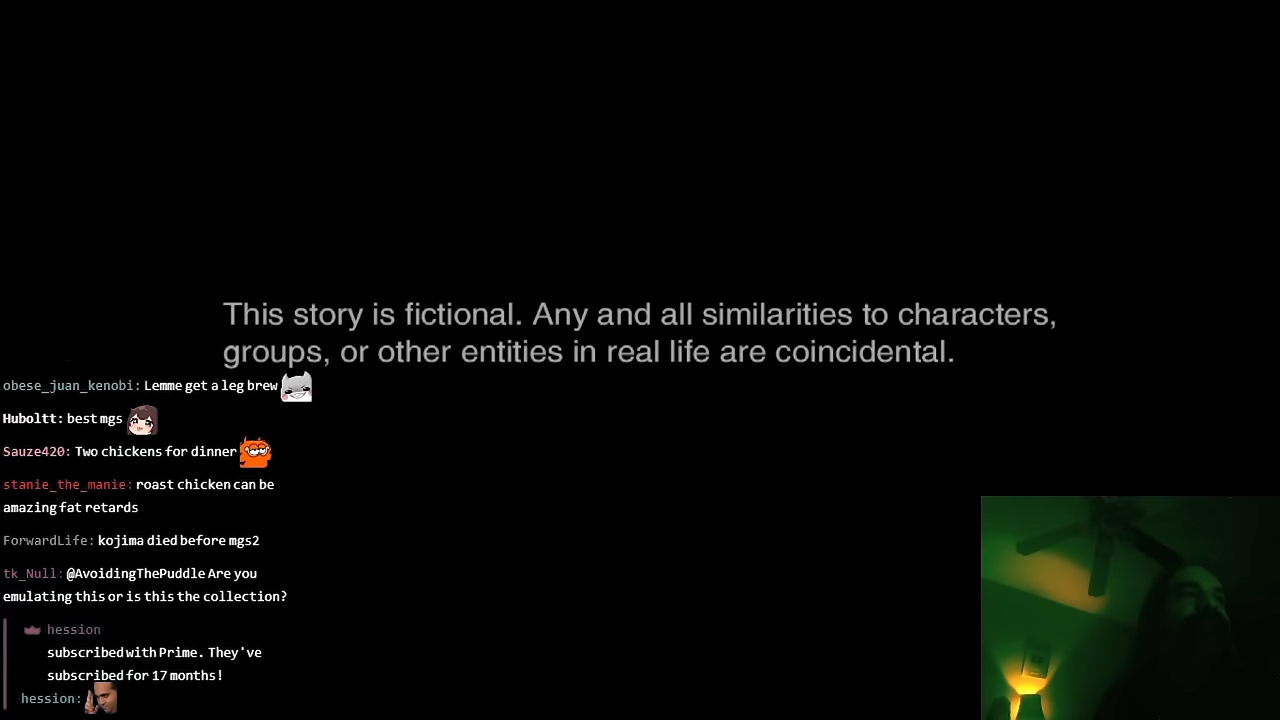 This story is fictional. Any and all similarities to characters,
groups, or other entities in real life are coincidental.
obese_juan_kenobi: Lemme get a leg brew
Huboltt: best mgs
Sauze420: Two chickens for dinner
stanie_the_manie: roast chicken can be
amazing fat retards
ForwardLife: kojima died before mgs2
tk_Null: @AvoidingThePuddle Are you
emulating this or is this the collection?
hession
subscribed with Prime. They've
subscribed for 17 months!
hession: